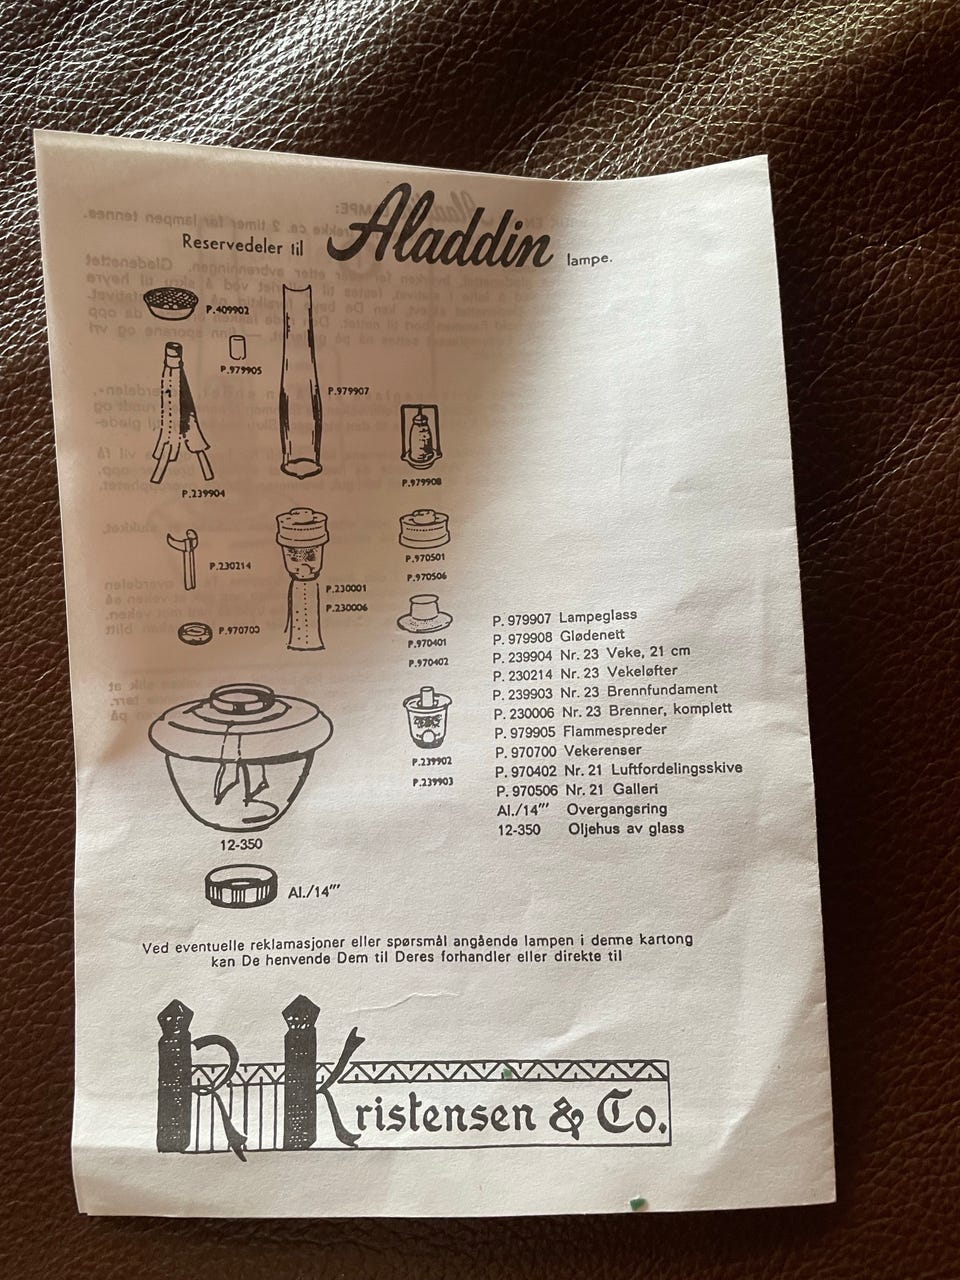 Reservedeler til Aladdin lampe.
P.409902
P.979905
P.979907
P.239904
P.979908
P.230214
P.230001
P.230006
P.970501
P.970506
P.970700
P.970401
P.970402
P.239902
P.239903
12-350
Al./14’’’
P. 979907 Lampeglass
P. 979908 Glødenett
P. 239904 Nr. 23 Veke, 21 cm
P. 230214 Nr. 23 Vekeløfter
P. 239903 Nr. 23 Brennfundament
P. 230006 Nr. 23 Brenner, komplett
P. 979905 Flammespreder
P. 970700 Vekerenser
P. 970402 Nr. 21 Luftfordelingsskive
P. 970506 Nr. 21 Galleri
Al./14’’’ Overgangsring
12-350 Oljehus av glass
Ved eventuelle reklamasjoner eller spørsmål angående lampen i denne kartong
kan De henvende Dem til Deres forhandler eller direkte til
R Kristensen & Co.